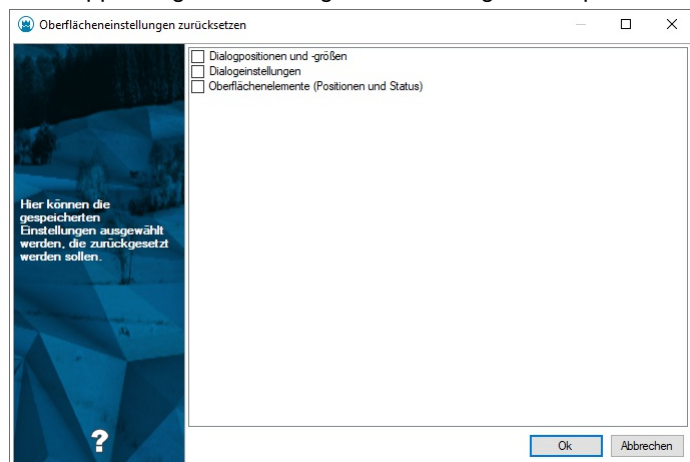 Oberflächeneinstellungen zurücksetzen
Dialogpositionen und -größen
Dialogeinstellungen
Oberflächenelemente (Positionen und Status)
Hier können die
gespeicherten
Einstellungen ausgewählt
werden, die zurückgesetzt
werden sollen.
?
Ok
Abbrechen